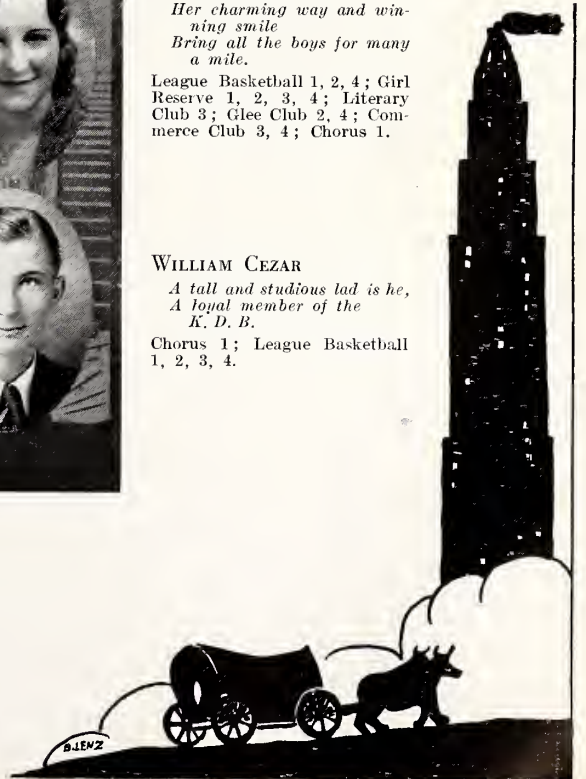 Her charming way and win-
ning smile
Bring all the boys for many
a mile.
League Basketball 1, 2, 4; Girl
Reserve 1, 2, 3, 4; Literary
Club 3; Glee Club 2, 4; Com-
merce Club 3, 4; Chorus 1.
WILLIAM CEZAR
A tall and studious lad is he,
A loyal member of the
K. D. B.
Chorus 1; League Basketball
1, 2, 3, 4.
B.LENZ